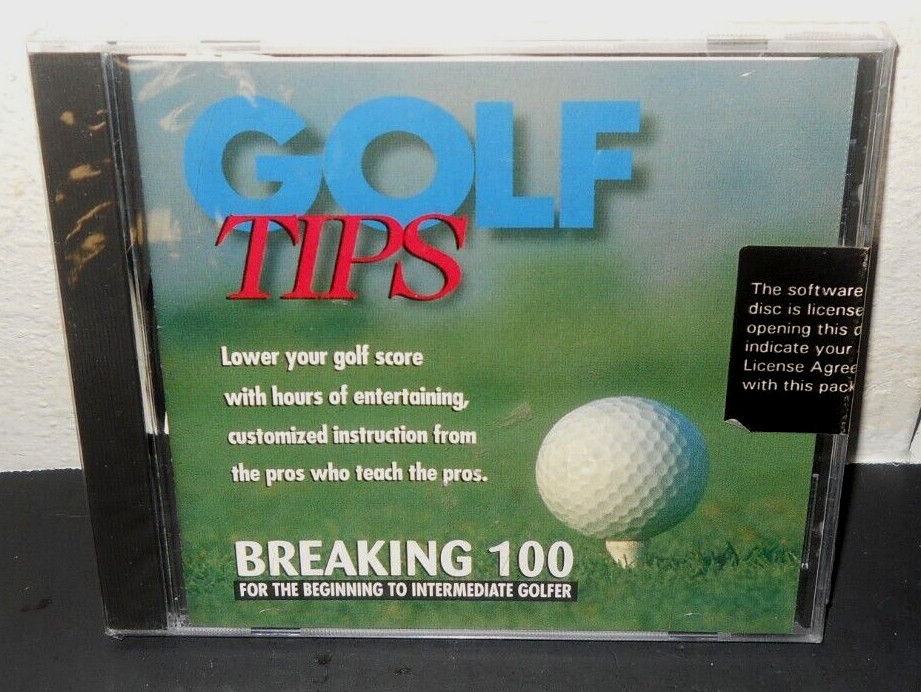 GOLF
TIPS
Lower your golf score
with hours of entertaining,
customized instruction from
the pros who teach the pros.
BREAKING 100
FOR THE BEGINNING TO INTERMEDIATE GOLFER
The software
disc is license
opening this
indicate your
License Agree
with this pack